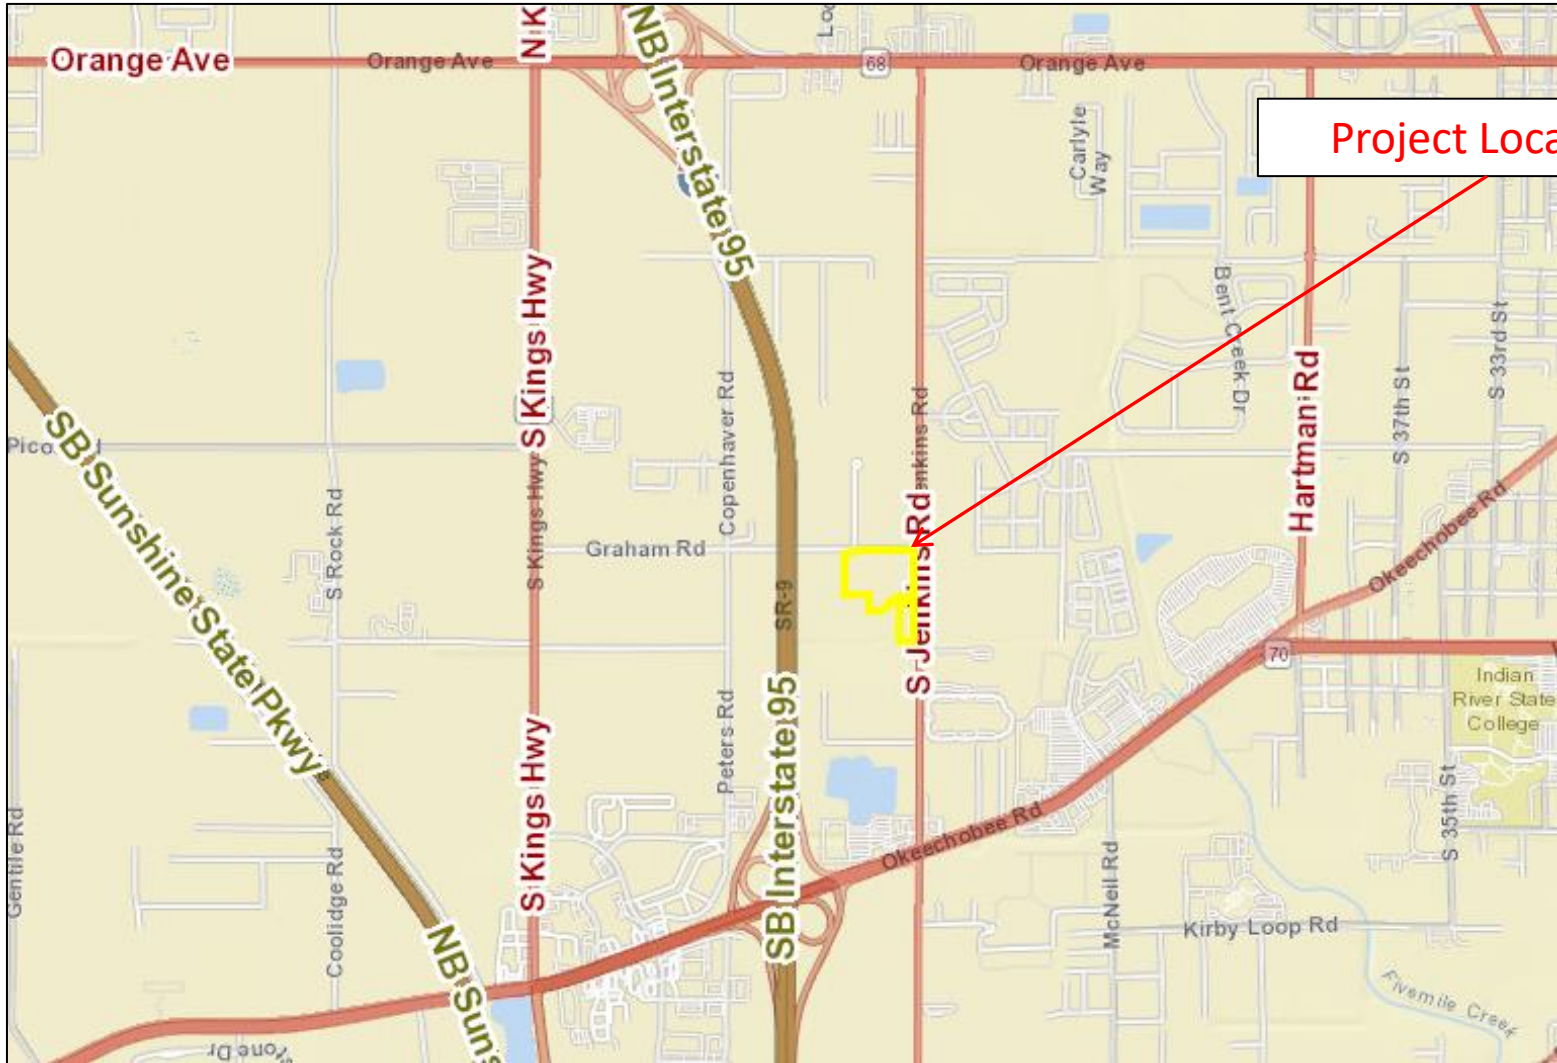 Orange Ave
Orange Ave
N K
NB Interstate 95
68
Orange Ave
Carlyle
Way
Project Loca
S Kings Hwy
Bent Creek Dr
S 33rd St
S 37th St
Hartman Rd
SB Sunshine State Pkwy
S Rock Rd
S Kings Hwy
Copenhaver Rd
Graham Rd
SR-9
S Jenkins Rd
Okeechobee Rd
70
Indian
River State
College
S Kings Hwy
Peters Rd
SB Interstate 95
Okeechobee Rd
S 35th St
Gentile Rd
Coolidge Rd
NB Suns
McNeil Rd
Kirby Loop Rd
Fivemile Creek